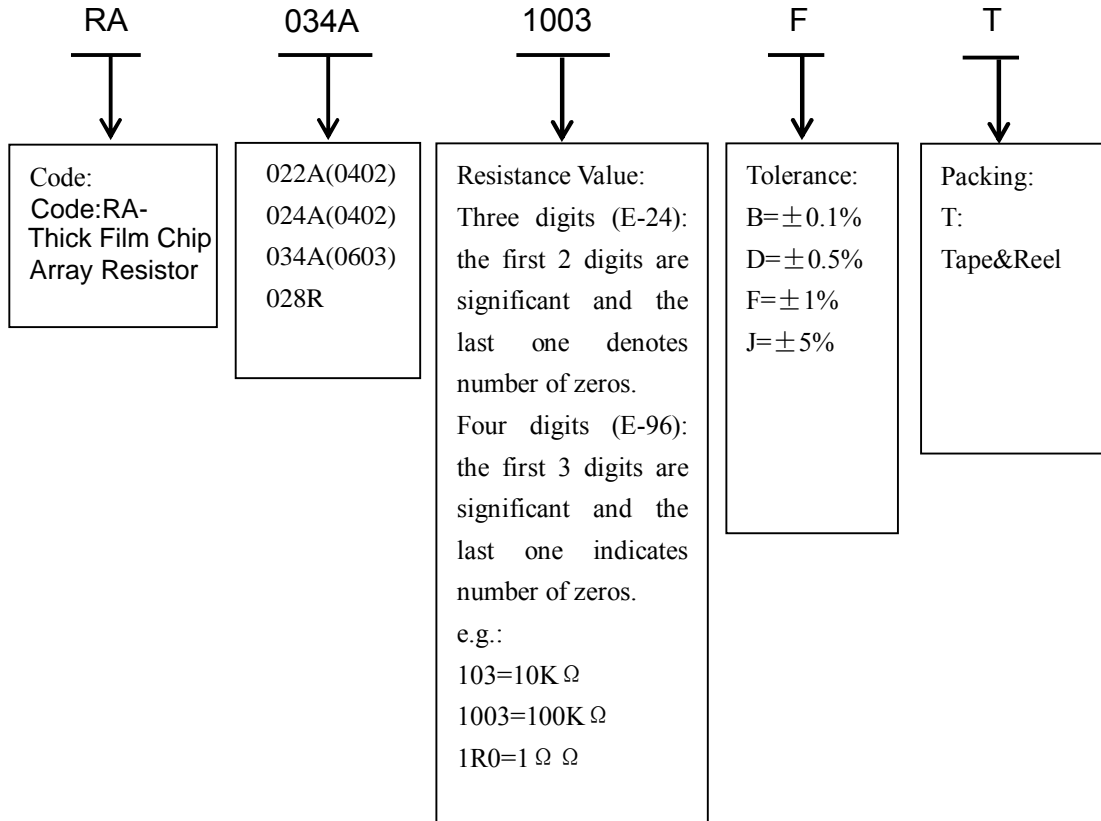 RA
034A
1003
F
T
Code:
Code:RA-
Thick Film Chip
Array Resistor
022A(0402)
024A(0402)
034A(0603)
028R
Resistance Value:
Three digits (E-24):
the first 2 digits are
significant and the
last one denotes
number of zeros.
Four digits (E-96):
the first 3 digits are
significant and the
last one indicates
number of zeros.
e.g.:
103=10K Ω
1003=100K Ω
1R0=1 Ω Ω
Tolerance:
B=±0.1%
D=±0.5%
F=±1%
J=±5%
Packing:
T:
Tape&Reel